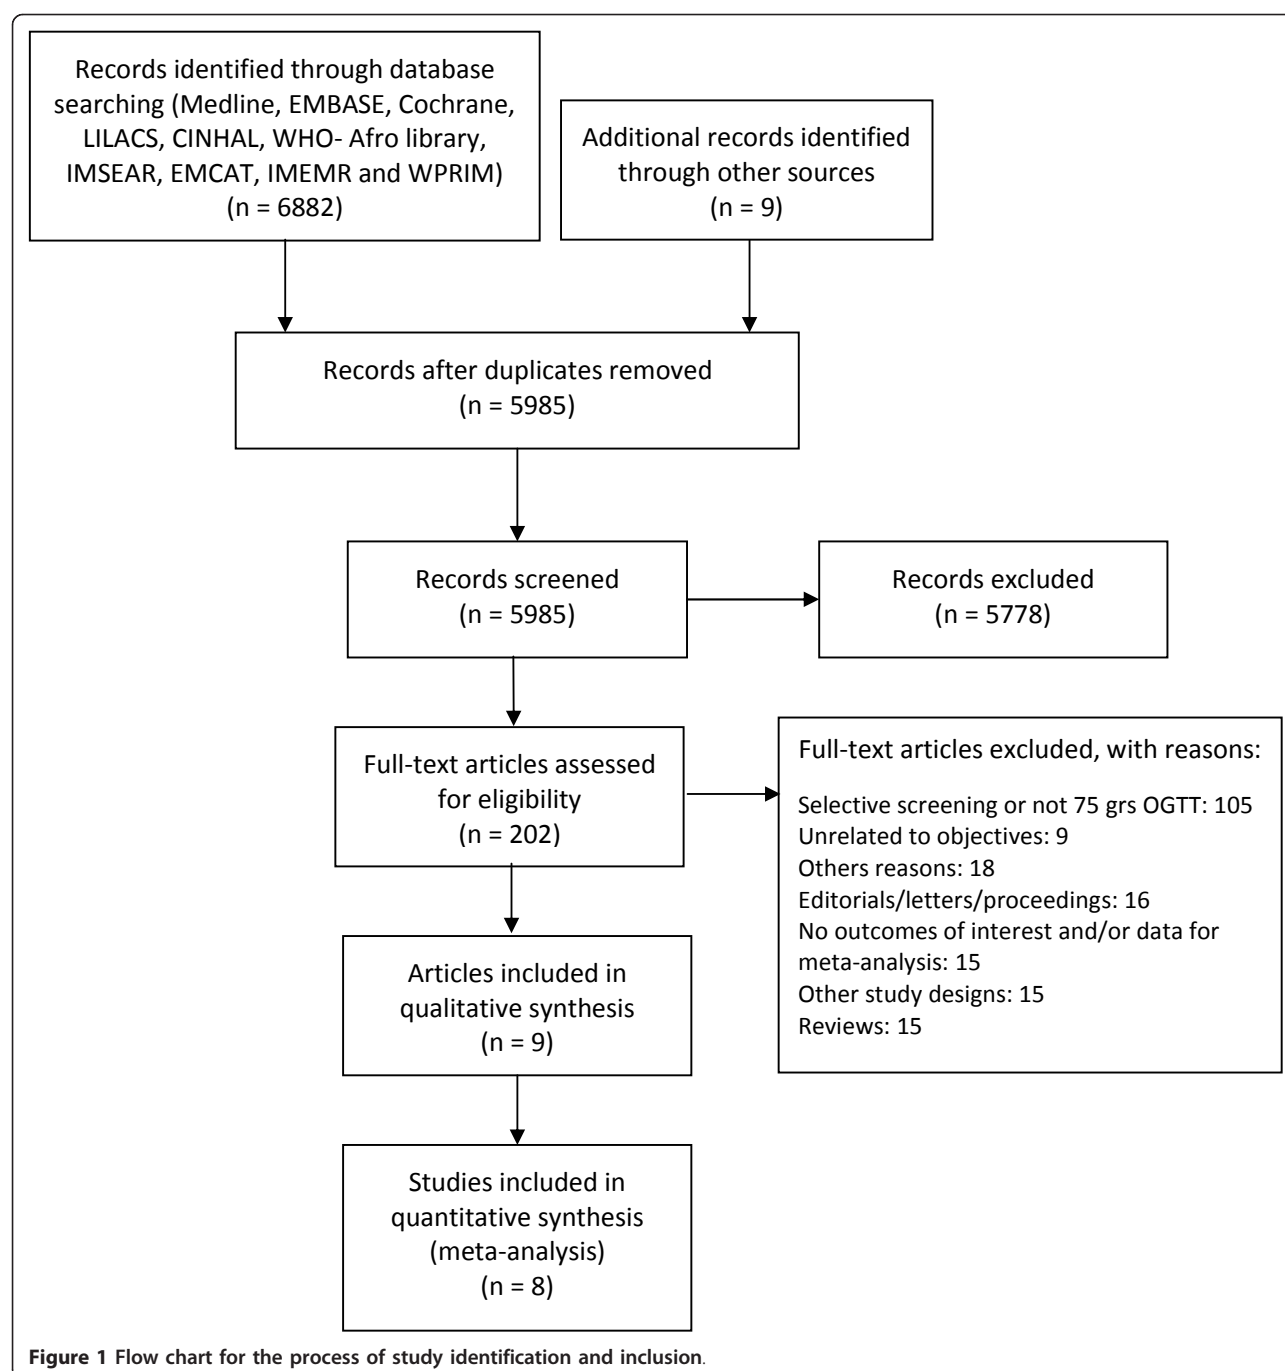 Records identified through database
searching (Medline, EMBASE, Cochrane,
LILACS, CINHAL, WHO- Afro library,
IMSEAR, EMCAT, IMEMR and WPRIM)
(n = 6882)
Additional records identified
through other sources
(n = 9)
Records after duplicates removed
(n = 5985)
Records screened
(n = 5985)
Records excluded
(n = 5778)
Full-text articles assessed
for eligibility
(n = 202)
Full-text articles excluded, with reasons:
Selective screening or not 75 grs OGTT: 105
Unrelated to objectives: 9
Others reasons: 18
Editorials/letters/proceedings: 16
No outcomes of interest and/or data for
meta-analysis: 15
Other study designs: 15
Reviews: 15
Articles included in
qualitative synthesis
(n = 9)
Studies included in
quantitative synthesis
(meta-analysis)
(n = 8)
Figure 1 Flow chart for the process of study identification and inclusion.